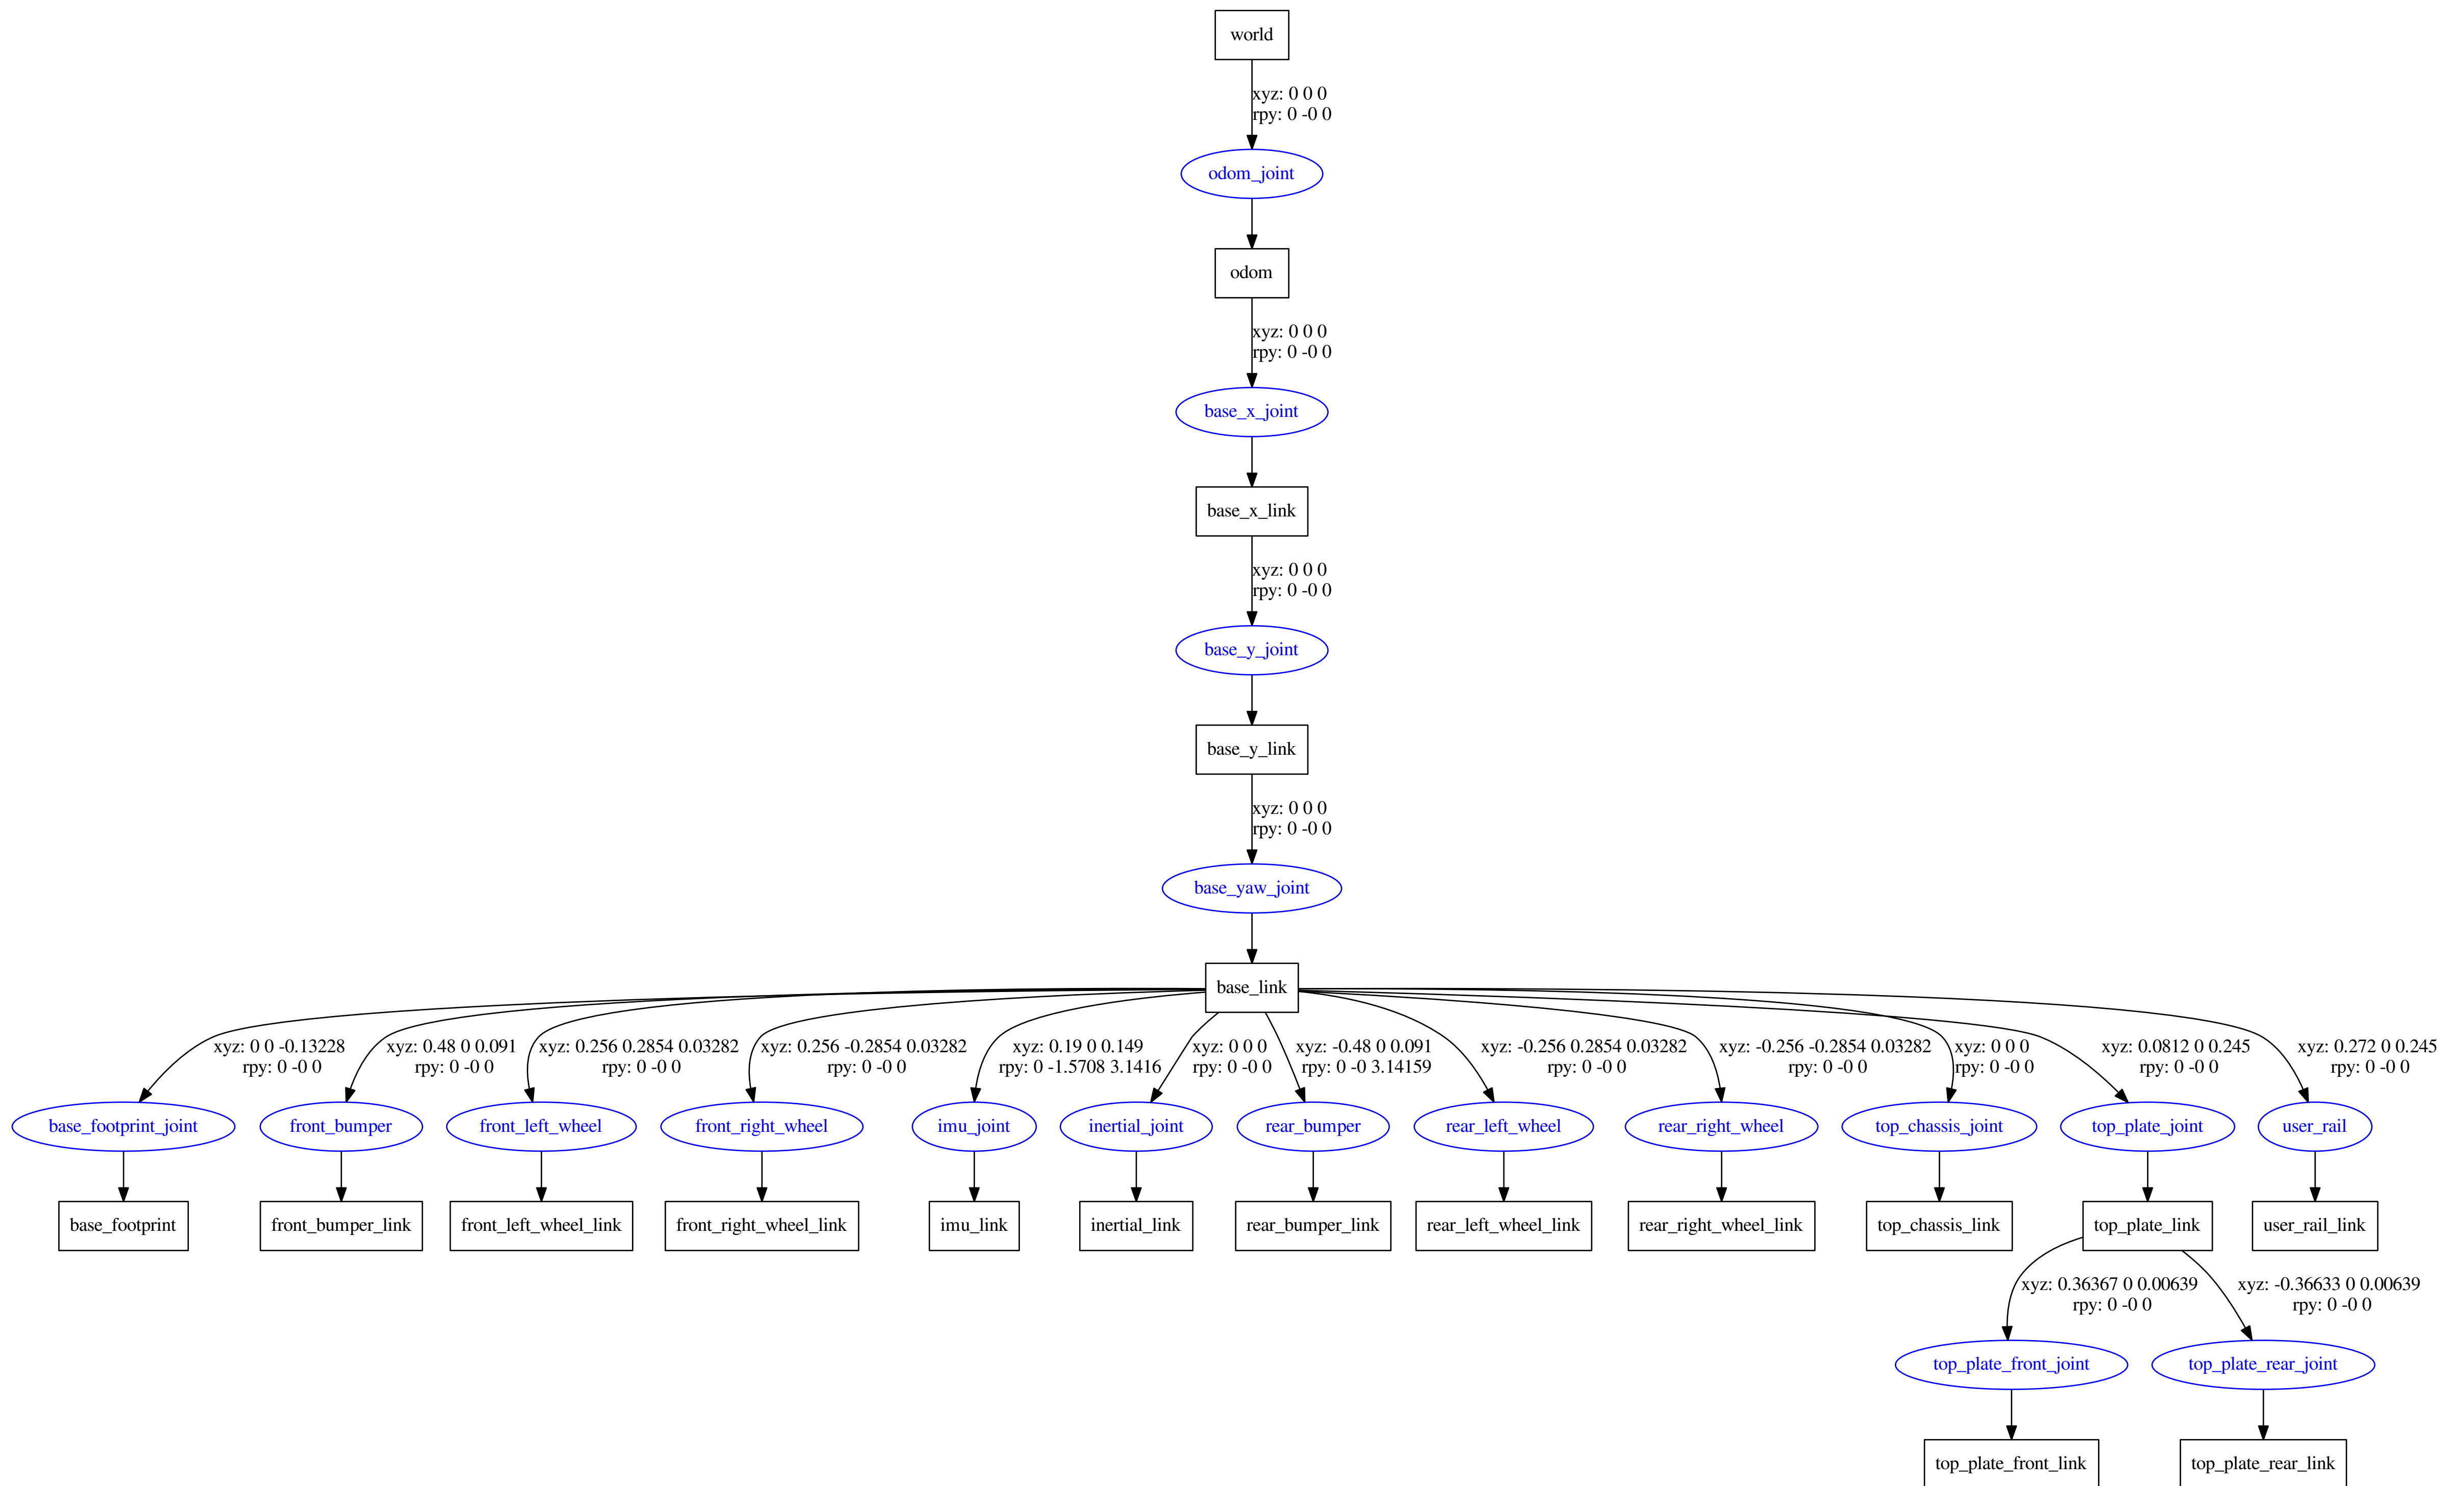 world
xyz: 0 0 0
rpy: 0 -0 0
odom_joint
odom
xyz: 0 0 0
rpy: 0 -0 0
base_x_joint
base_x_link
xyz: 0 0 0
rpy: 0 -0 0
base_y_joint
base_y_link
xyz: 0 0 0
rpy: 0 -0 0
base_yaw_joint
base_link
xyz: 0 0 -0.13228
rpy: 0 -0 0
xyz: 0.48 0 0.091
rpy: 0 -0 0
xyz: 0.256 0.2854 0.03282
rpy: 0 -0 0
xyz: 0.256 -0.2854 0.03282
rpy: 0 -0 0
xyz: 0.19 0 0.149
rpy: 0 -1.5708 3.1416
xyz: 0 0 0
rpy: 0 -0 0
xyz: -0.48 0 0.091
rpy: 0 -0 3.14159
xyz: -0.256 0.2854 0.03282
rpy: 0 -0 0
xyz: -0.256 -0.2854 0.03282
rpy: 0 -0 0
xyz: 0 0 0
rpy: 0 -0 0
xyz: 0.0812 0 0.245
rpy: 0 -0 0
xyz: 0.272 0 0.245
rpy: 0 -0 0
base_footprint_joint
front_bumper
front_left_wheel
front_right_wheel
imu_joint
inertial_joint
rear_bumper
rear_left_wheel
rear_right_wheel
top_chassis_joint
top_plate_joint
user_rail
base_footprint
front_bumper_link
front_left_wheel_link
front_right_wheel_link
imu_link
inertial_link
rear_bumper_link
rear_left_wheel_link
rear_right_wheel_link
top_chassis_link
top_plate_link
user_rail_link
xyz: 0.36367 0 0.00639
rpy: 0 -0 0
xyz: -0.36633 0 0.00639
rpy: 0 -0 0
top_plate_front_joint
top_plate_rear_joint
top_plate_front_link
top_plate_rear_link